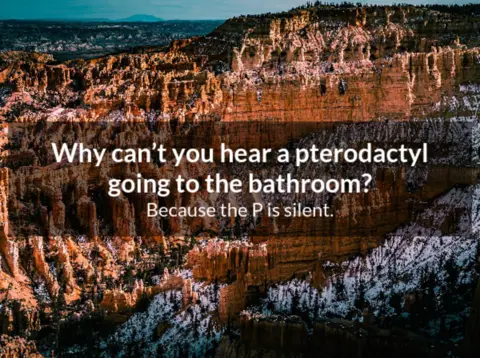 Why can’t you hear a pterodactyl
going to the bathroom?
Because the P is silent.